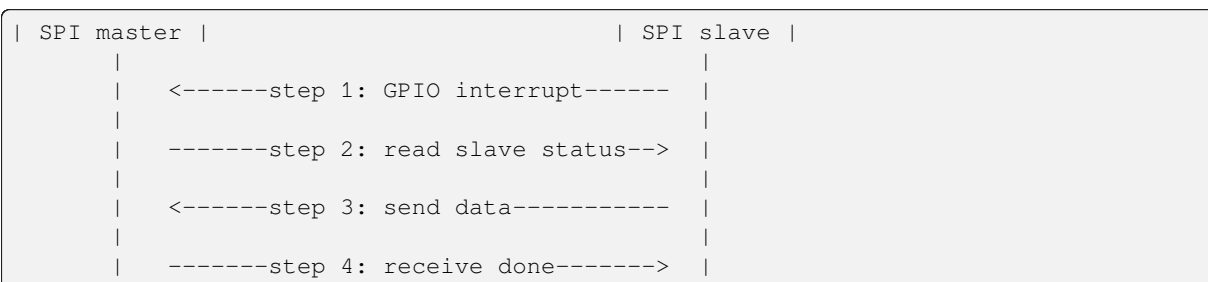 | SPI master |                          | SPI slave |
       |                                     |
       |   <------step 1: GPIO interrupt------  |
       |                                     |
       |   -------step 2: read slave status-->  |
       |                                     |
       |   <------step 3: send data-----------  |
       |                                     |
       |   -------step 4: receive done------->  |